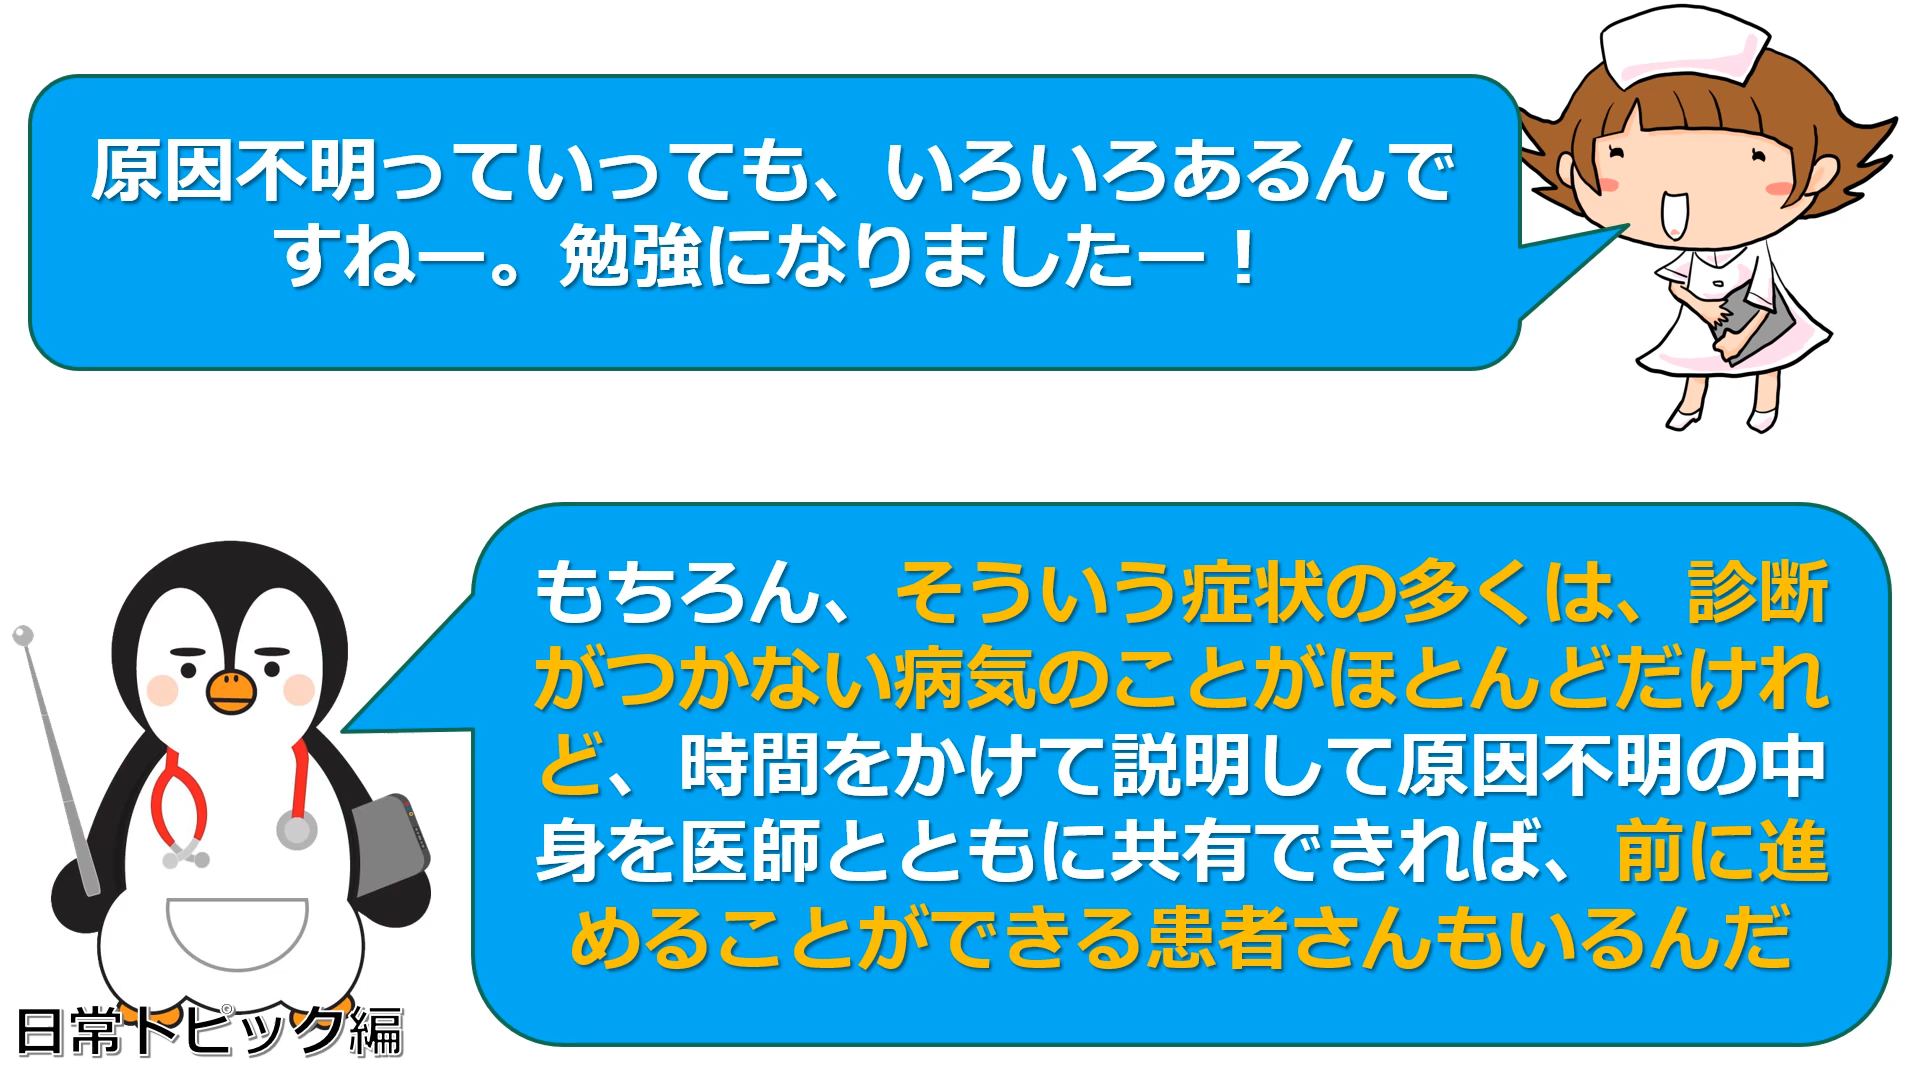 原因不明っていっても、いろいろあるんで
すねー。勉強になりましたー！
もちろん、そういう症状の多くは、診断
がつかない病気のことがほとんどだけれ
ど、時間をかけて説明して原因不明の中
身を医師とともに共有できれば、前に進
めることができる患者さんもいるんだ
日常トピック編